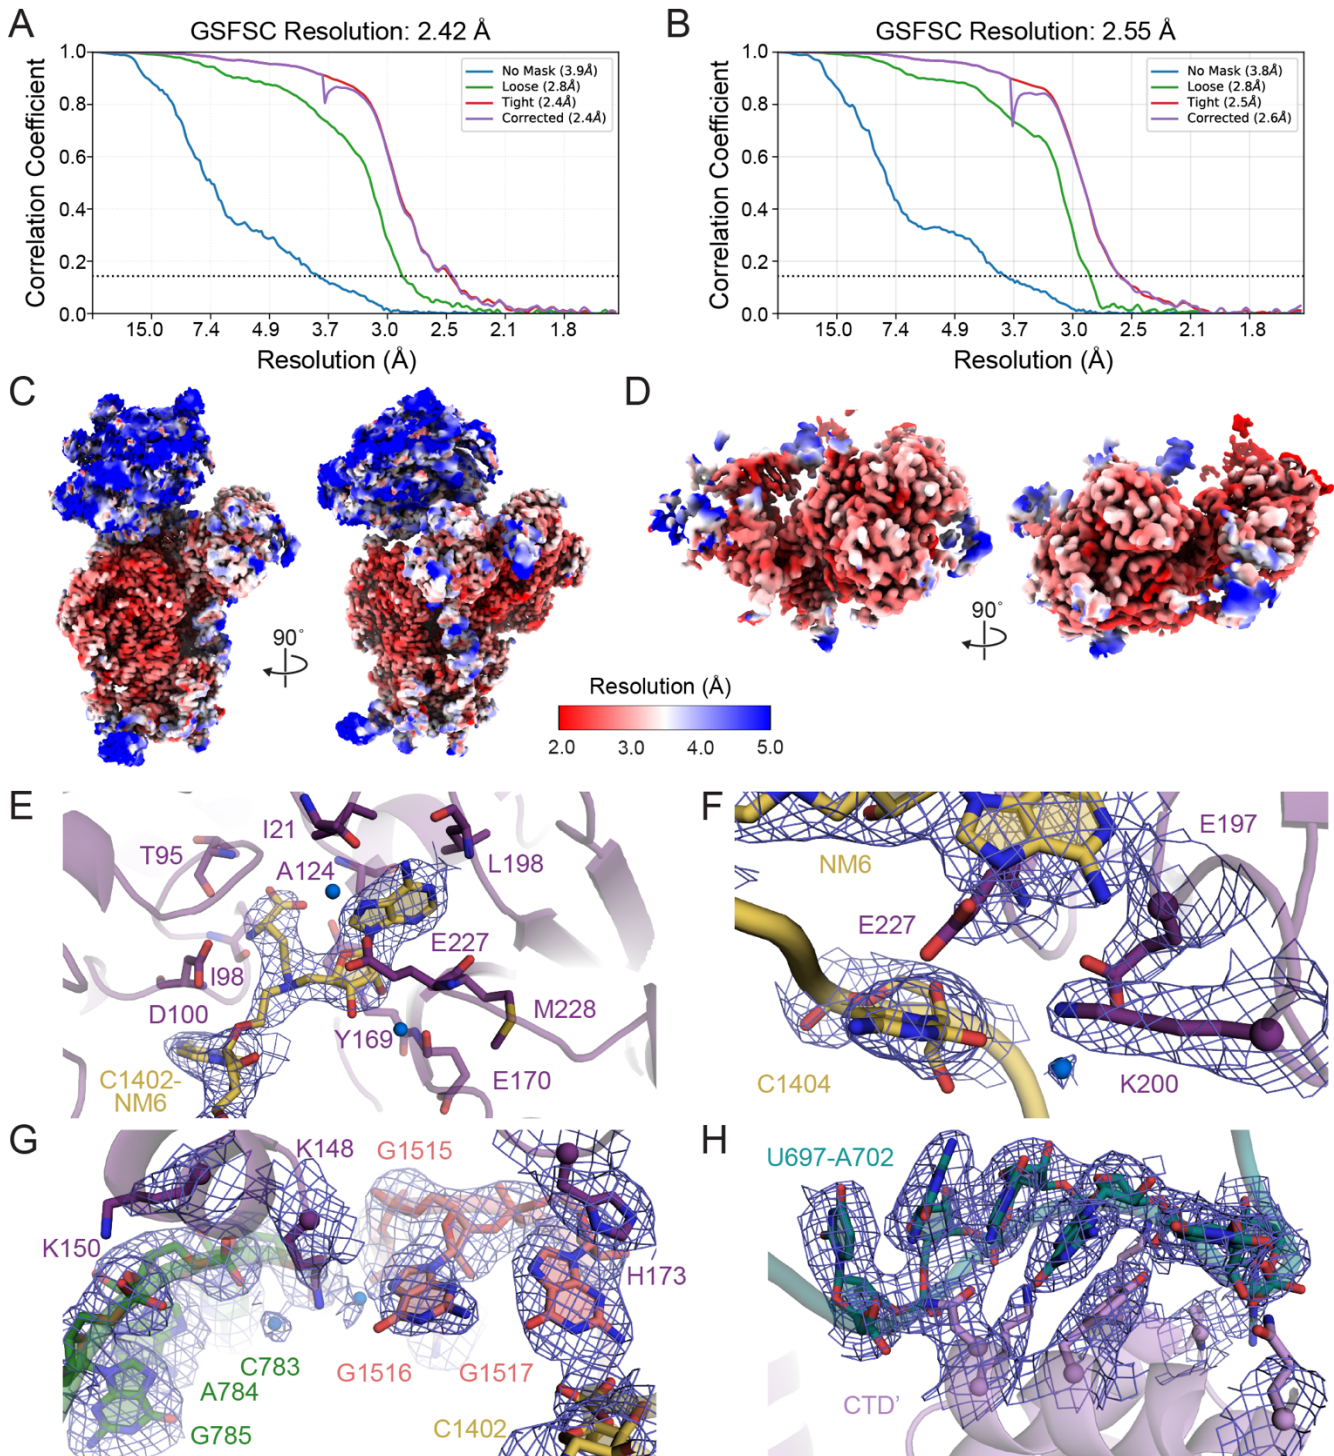 A
GSFSC Resolution: 2.42 Å
Correlation Coefficient
1.0
0.8
0.6
0.4
0.2
0.0
No Mask (3.9Å)
Loose (2.8Å)
Tight (2.4Å)
Corrected (2.4Å)
15.0 7.4 4.9 3.7 3.0 2.5 2.1 1.8
Resolution (Å)
B
GSFSC Resolution: 2.55 Å
Correlation Coefficient
1.0
0.8
0.6
0.4
0.2
0.0
No Mask (3.8Å)
Loose (2.8Å)
Tight (2.5Å)
Corrected (2.6Å)
15.0 7.4 4.9 3.7 3.0 2.5 2.1 1.8
Resolution (Å)
C
90°
D
90°
Resolution (Å)
2.0 3.0 4.0 5.0
E
I21
T95
A124
L198
E227
I98
D100
M228
Y169
E170
C1402-
NM6
F
E197
NM6
E227
C1404
K200
G
K148
G1515
K150
H173
C783
A784
G785
G1516
G1517
C1402
H
U697-A702
CTD'